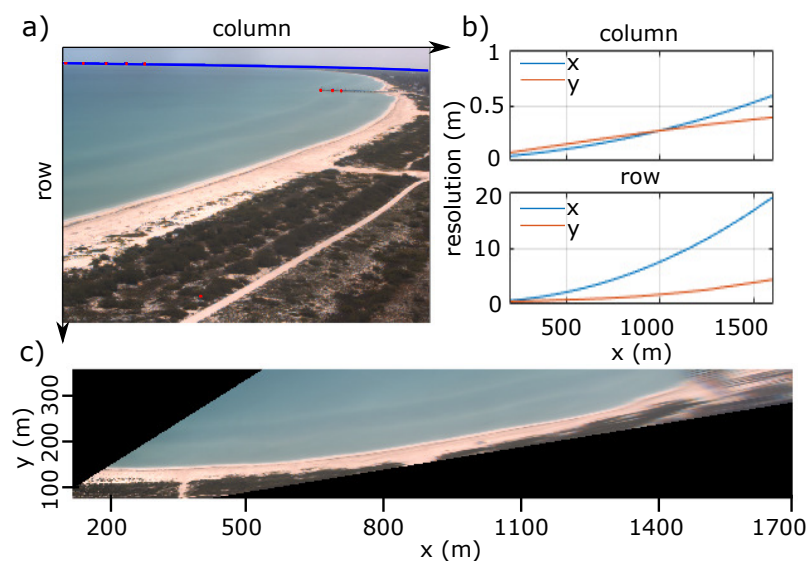 a)
column
row
b)
column
x
y
1
0.5
0
resolution (m)
row
x
y
20
10
0
500
1000
1500
x (m)
c)
y (m)
300
200
100
200
500
800
1100
1400
1700
x (m)